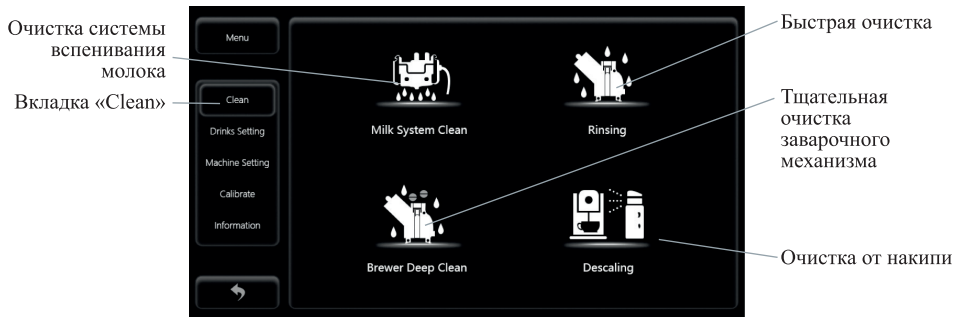 Очистка системы
вспенивания
молока
Вкладка «Clean»
Menu
Clean
Drinks Setting
Machine Setting
Calibrate
Information
Milk System Clean
Rinsing
Brewer Deep Clean
Descaling
Быстрая очистка
Тщательная
очистка
заварочного
механизма
Очистка от накипи